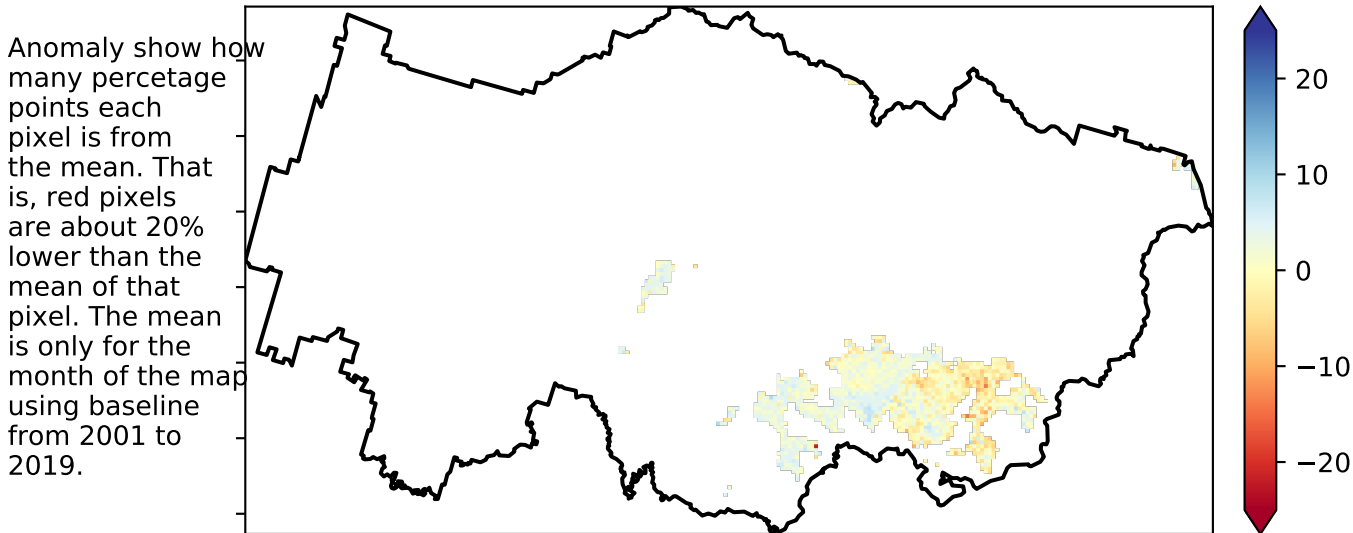 Anomaly show how
many percetage
points each
pixel is from
the mean. That
is, red pixels
are about 20%
lower than the
mean of that
pixel. The mean
is only for the
month of the map
using baseline
from 2001 to
2019.
20
10
0
−10
−20